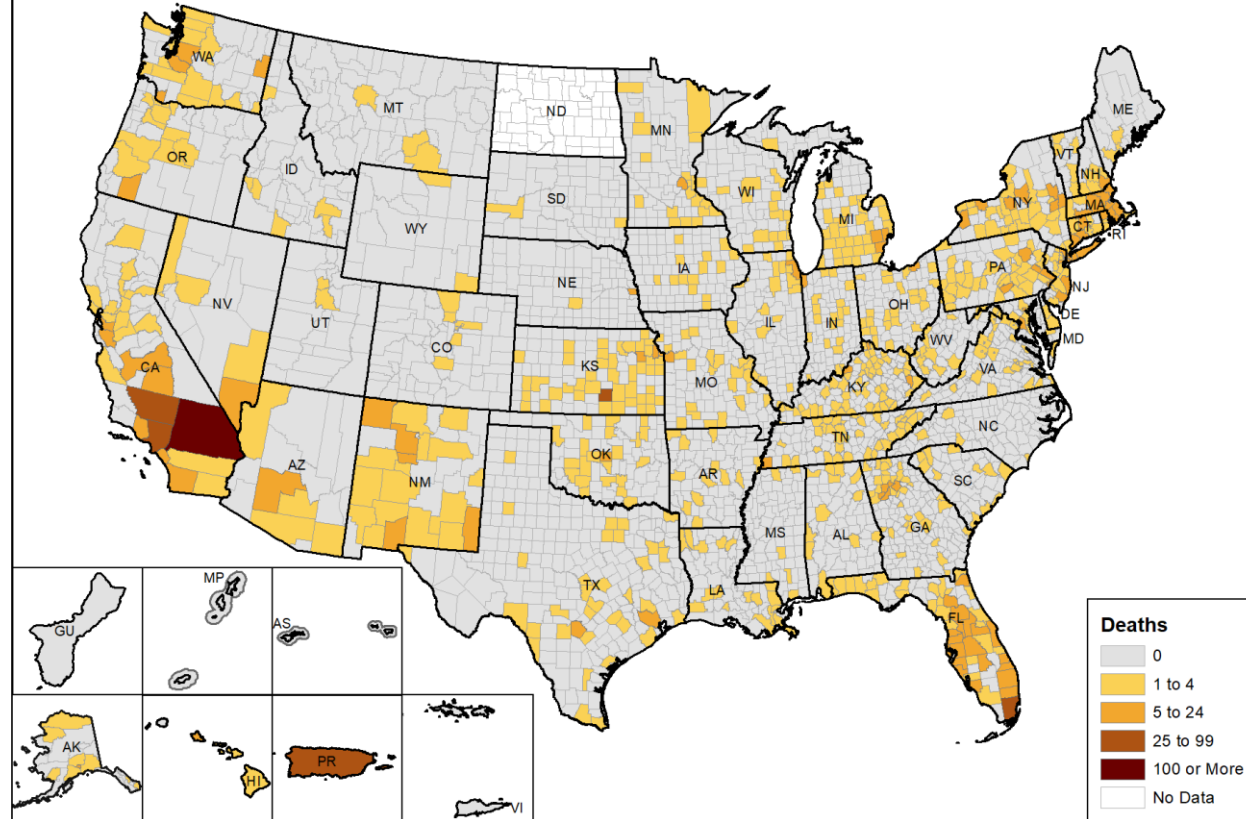 WA
MT
ND
MN
ME
OR
ID
SD
WI
VT
NH
NY
MA
MI
CT
RI
WY
IA
PA
NJ
NE
NV
UT
IL
IN
OH
DE
MD
CO
WV
CA
KS
MO
KY
VA
NC
TN
AZ
NM
OK
AR
SC
MS
AL
GA
TX
LA
FL
MP
GU
AS
AK
HI
PR
VI
Deaths
0
1 to 4
5 to 24
25 to 99
100 or More
No Data